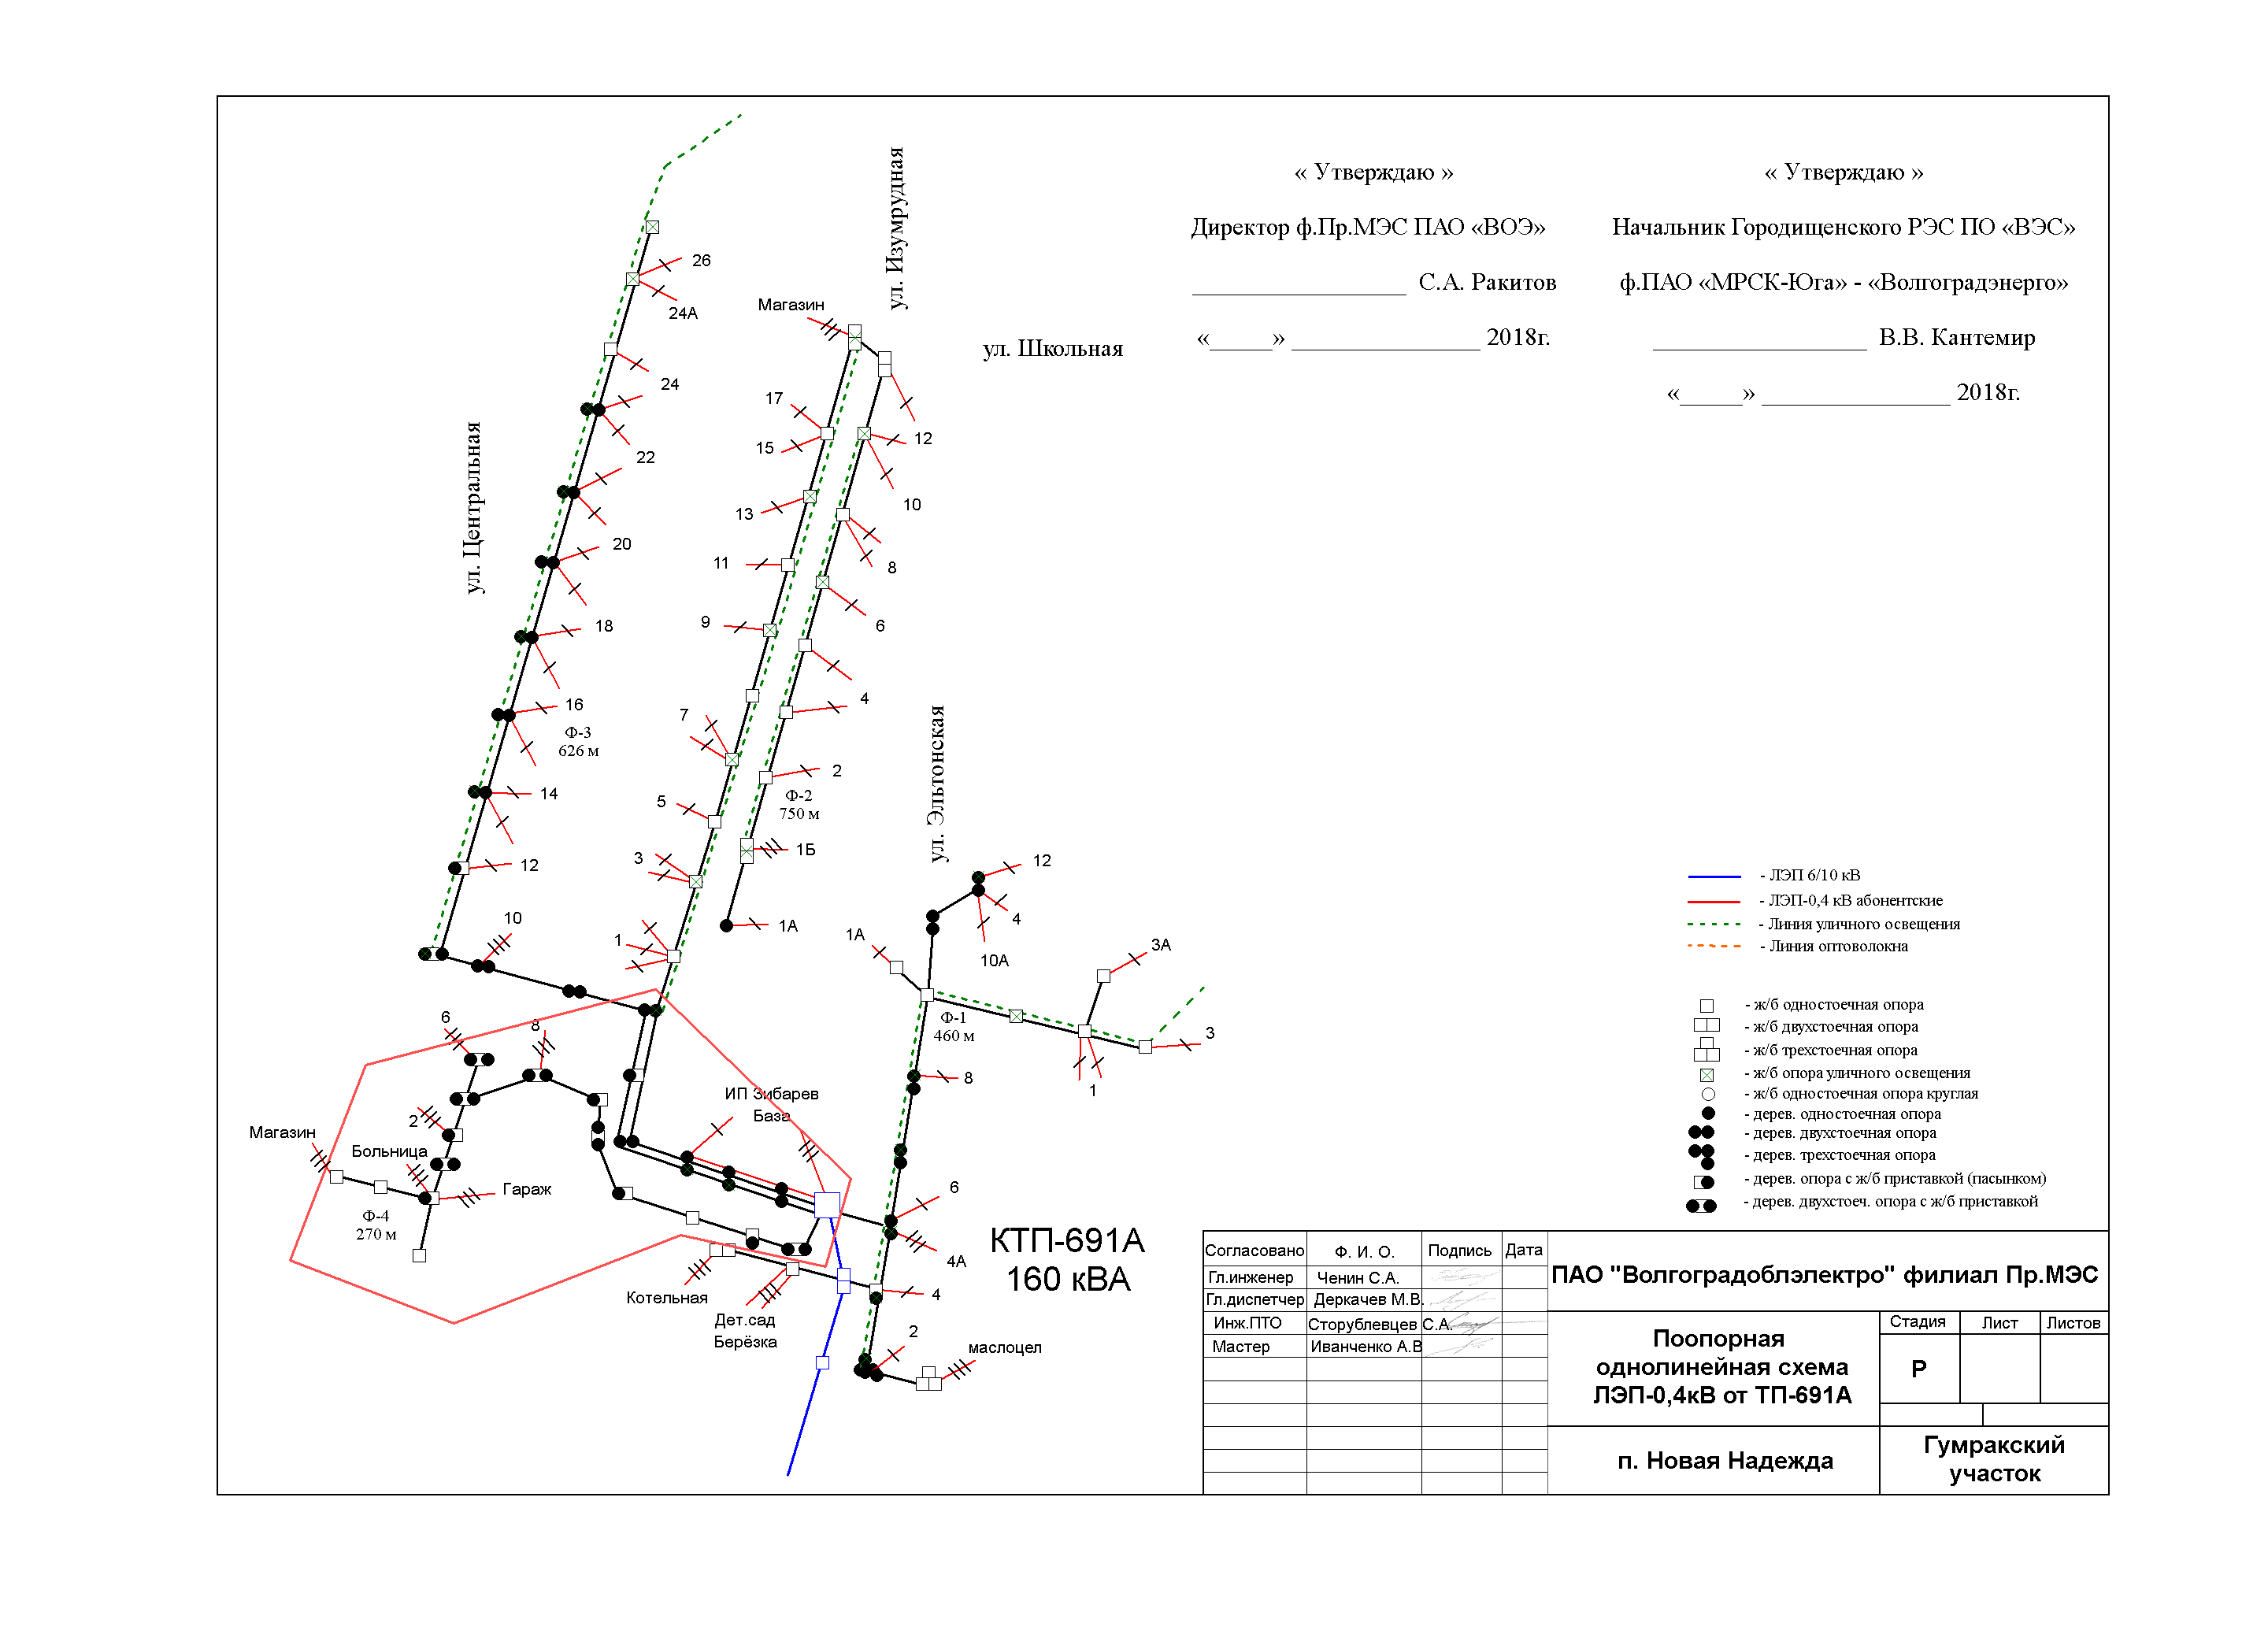 « Утверждаю »
Директор ф.Пр.МЭС ПАО «ВОЭ»
_________________ С.А. Ракитов
«_____» _______________ 2018г.
« Утверждаю »
Начальник Городищенского РЭС ПО «ВЭС»
ф.ПАО «МРСК-Юга» - «Волгоградэнерго»
_________________ В.В. Кантемир
«_____» _______________ 2018г.
ул. Изумрудная
ул. Школьная
ул. Центральная
ул. Эльтонская
26
24А
24
22
20
18
16
Ф-3
626 м
14
12
10
Магазин
17
15
13
11
9
7
5
3
1
12
10
8
6
4
2
Ф-2
750 м
1Б
1А
12
4
10А
1А
3А
Ф-1
460 м
3
1
8
6
4А
4
2
маслоцел
6
8
2
Магазин
Больница
Гараж
Ф-4
270 м
ИП Зибарев
База
КТП-691А
160 кВА
Котельная
Дет.сад
Берёзка
- ЛЭП 6/10 кВ
- ЛЭП-0,4 кВ абонентские
- Линия уличного освещения
- Линия оптоволокна
- ж/б одностоечная опора
- ж/б двухстоечная опора
- ж/б трехстоечная опора
- ж/б опора уличного освещения
- ж/б одностоечная опора круглая
- дерев. одностоечная опора
- дерев. двухстоечная опора
- дерев. трехстоечная опора
- дерев. опора с ж/б приставкой (пасынком)
- дерев. двухстоеч. опора с ж/б приставкой
Согласовано Ф. И. О. Подпись Дата
Гл.инженер Ченин С.А.
Гл.диспетчер Деркачев М.В.
Инж.ПТО Сторублевцев С.А.
Мастер Иванченко А.В
ПАО "Волгоградоблэлектро" филиал Пр.МЭС
Поопорная
однолинейная схема
ЛЭП-0,4кВ от ТП-691А
Стадия Лист Листов
Р
п. Новая Надежда
Гумракский
участок